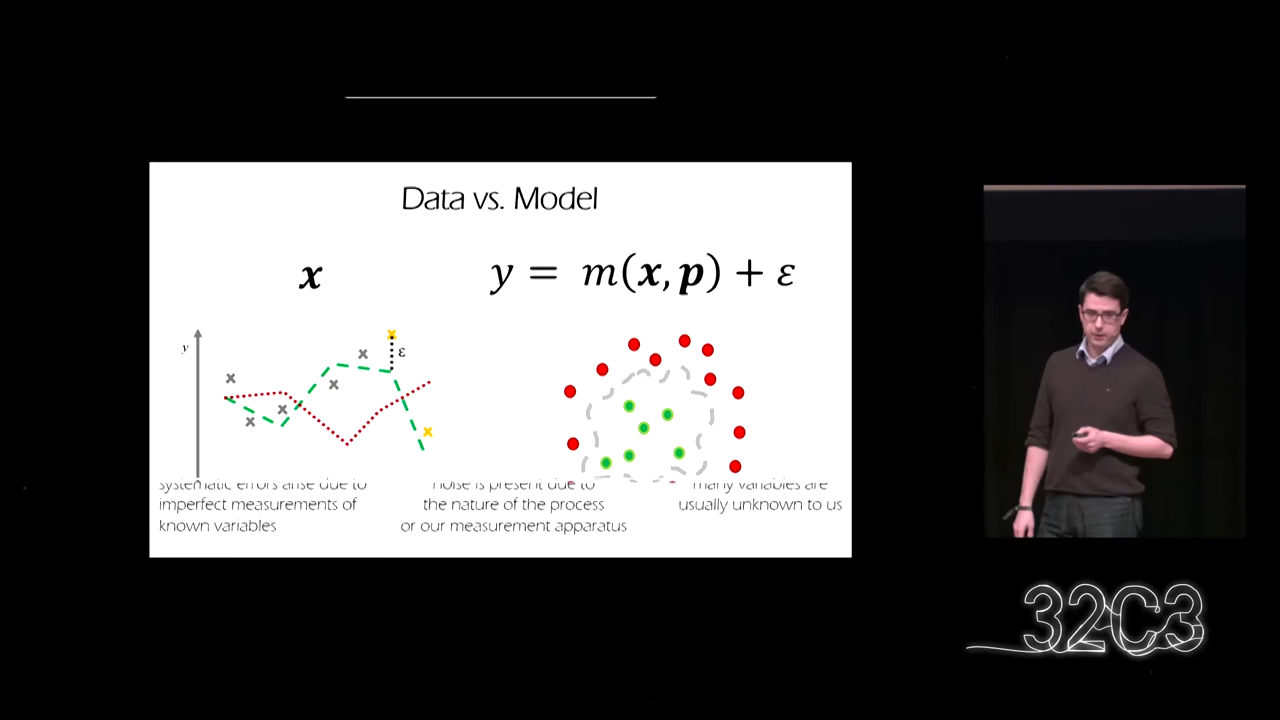 Data vs. Model
x
y = m(x, p) + ε
y
ε
systematic errors arise due to
imperfect measurements of
known variables
noise is present due to
the nature of the process
or our measurement apparatus
many variables are
usually unknown to us
32C3